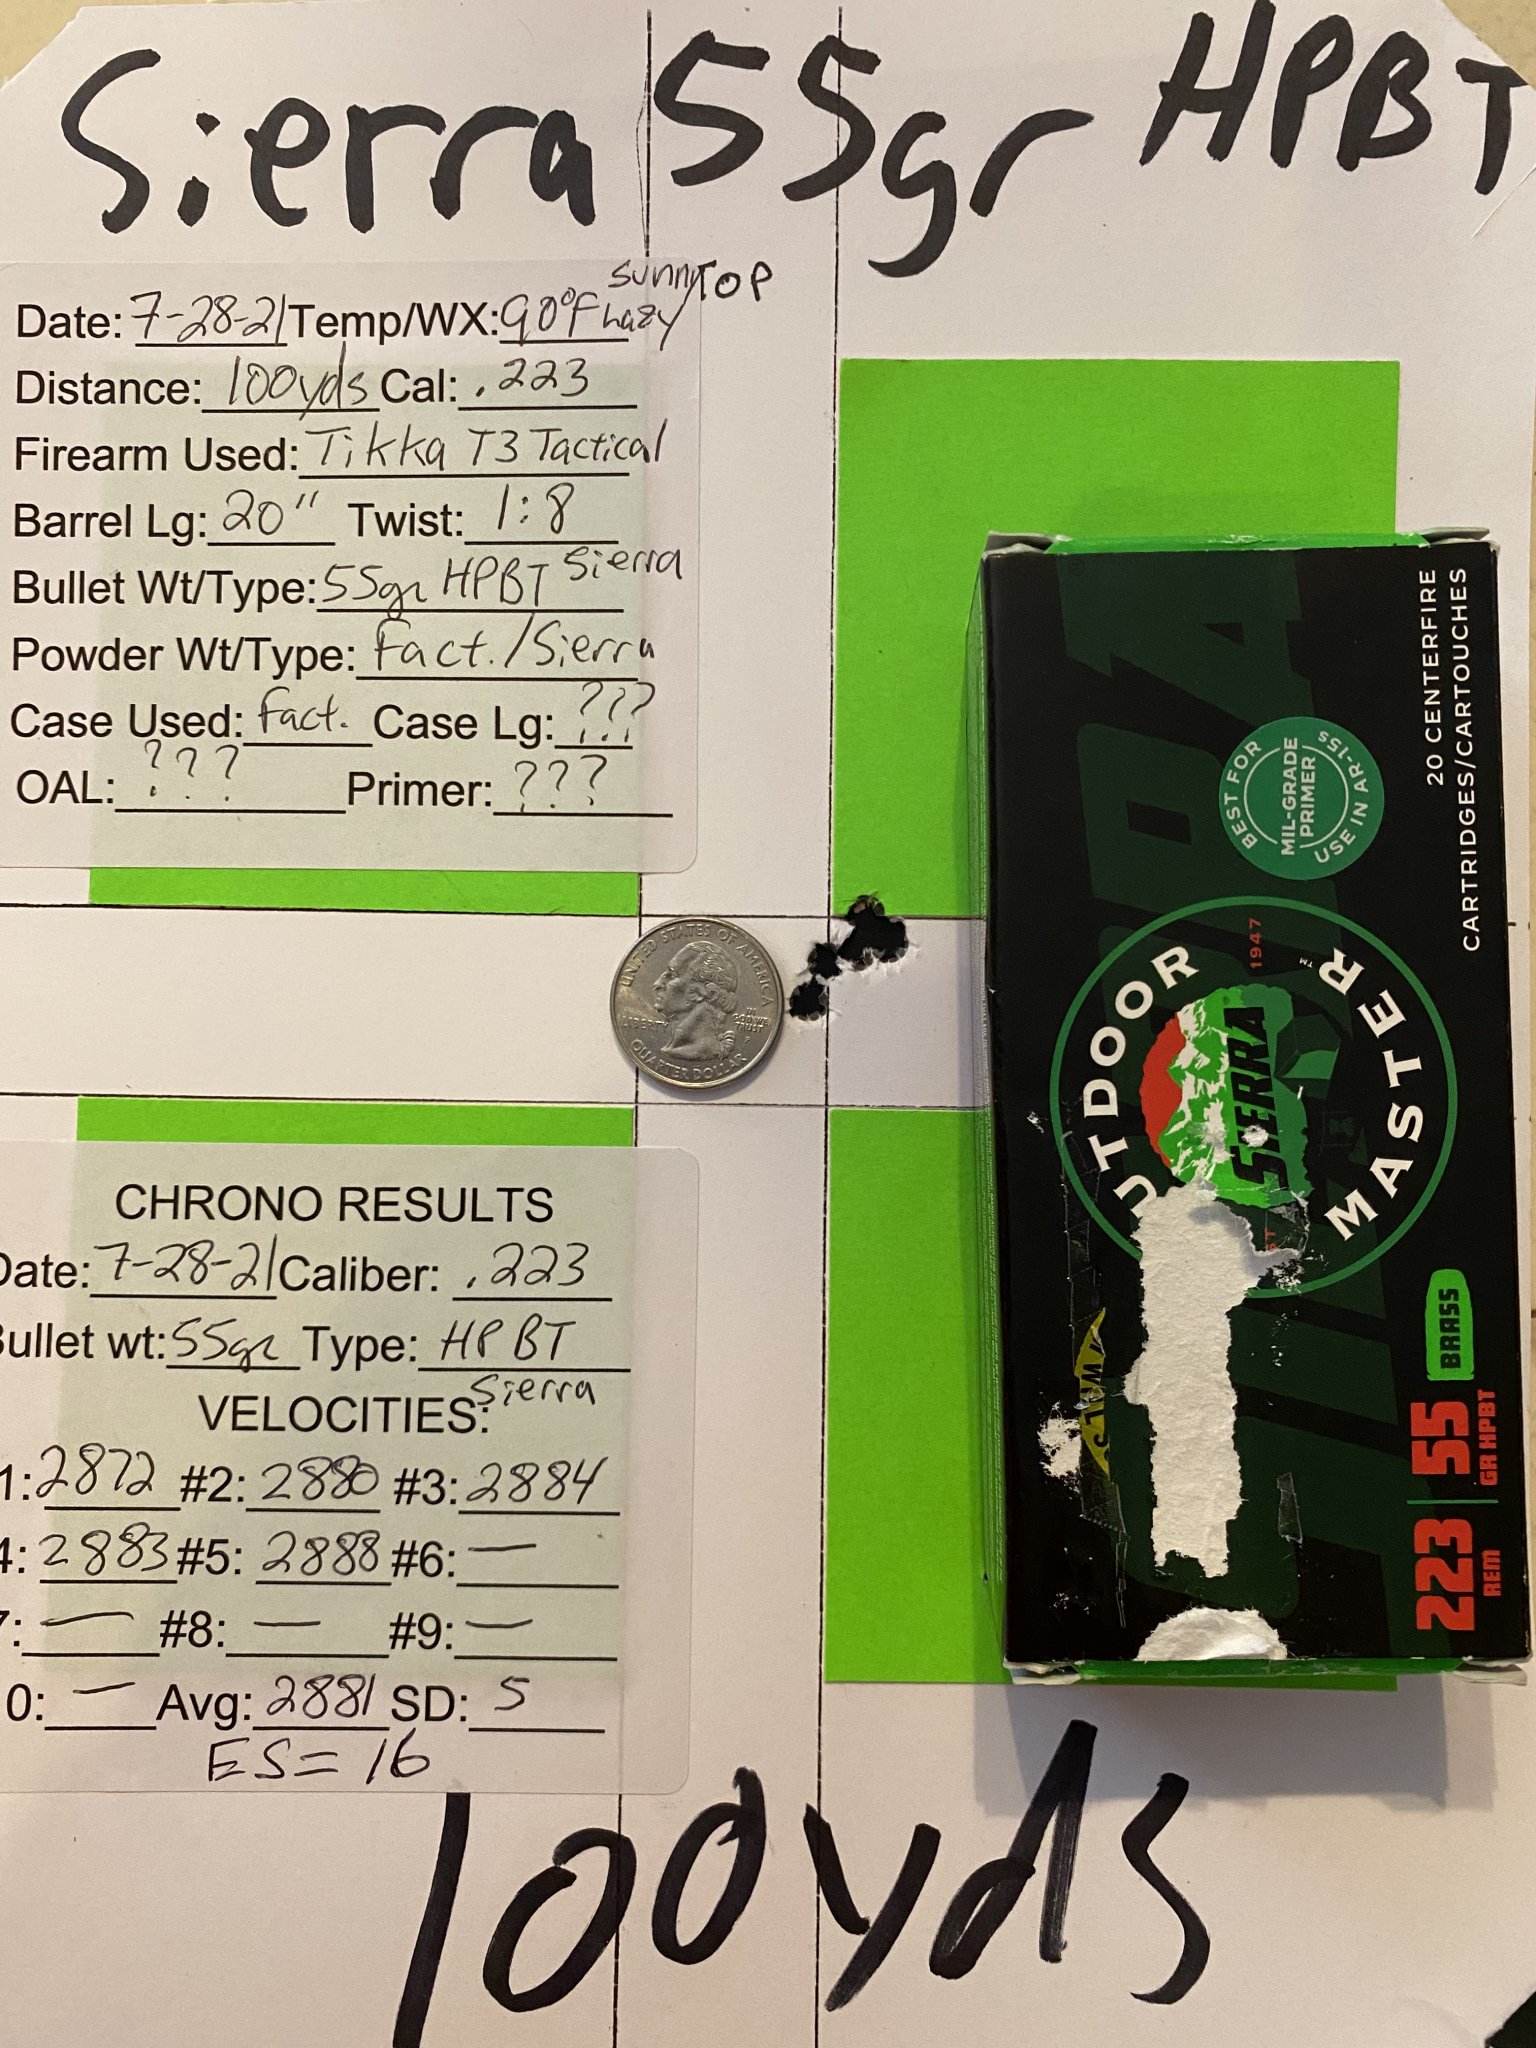 Sierra 55gr HPBT
TOP
Date: 7-28-21 Temp/WX: 90°F sunny hazy
Distance: 100yds Cal: .223
Firearm Used: Tikka T3 Tactical
Barrel Lg: 20" Twist: 1:8
Bullet Wt/Type: 55gr HPBT Sierra
Powder Wt/Type: Fact./Sierra
Case Used: Fact. Case Lg: ???
OAL: ??? Primer: ???
UNITED STATES OF AMERICA
LIBERTY
IN GOD WE TRUST
P
QUARTER DOLLAR
CHRONO RESULTS
Date: 7-28-21 Caliber: .223
Bullet wt: 55gr Type: HPBT
Sierra
VELOCITIES:
1: 2872 #2: 2880 #3: 2884
4: 2883 #5: 2888 #6: —
7: — #8: — #9: —
0: — Avg: 2881 SD: 5
ES = 16
100yds
20 CENTERFIRE
CARTRIDGES/CARTOUCHES
BEST FOR
MIL-GRADE
PRIMER
USE IN AR-15s
1947
OUTDOOR
MASTER™
SIERRA
223
REM
55
GR HPBT
BRASS